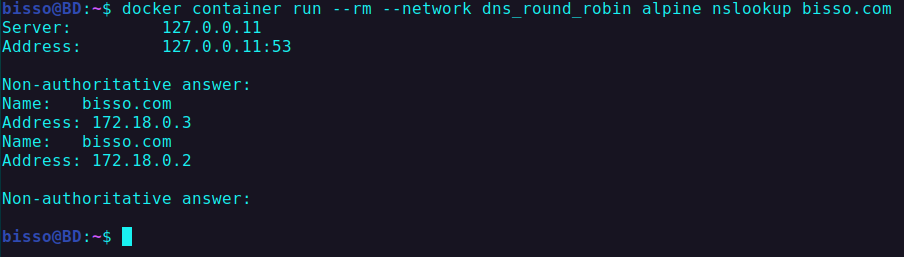 bisso@BD:~$ docker container run --rm --network dns_round_robin alpine nslookup bisso.com
Server:         127.0.0.11
Address:        127.0.0.11:53

Non-authoritative answer:
Name:   bisso.com
Address: 172.18.0.3
Name:   bisso.com
Address: 172.18.0.2

Non-authoritative answer:

bisso@BD:~$